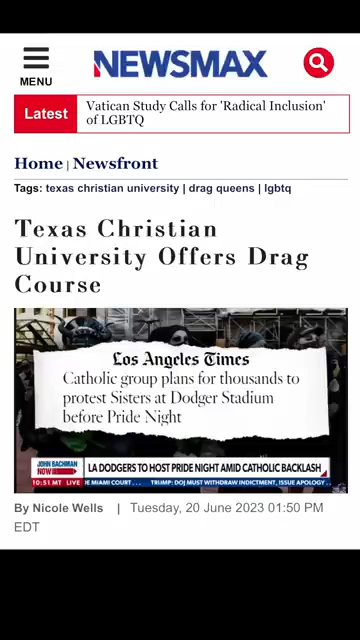 MENU
NEWSMAX
Latest
Vatican Study Calls for 'Radical Inclusion'
of LGBTQ
Home | Newsfront
Tags: texas christian university | drag queens | lgbtq
Texas Christian
University Offers Drag
Course
Los Angeles Times
Catholic group plans for thousands to
protest Sisters at Dodger Stadium
before Pride Night
JOHN BACHMAN
NOW
LA DODGERS TO HOST PRIDE NIGHT AMID CATHOLIC BACKLASH
10:51 MT LIVE
DE MIAMI COURT . . . TRUMP: DOJ MUST WITHDRAW INDICTMENT, ISSUE APOLOGY . .
By Nicole Wells | Tuesday, 20 June 2023 01:50 PM
EDT